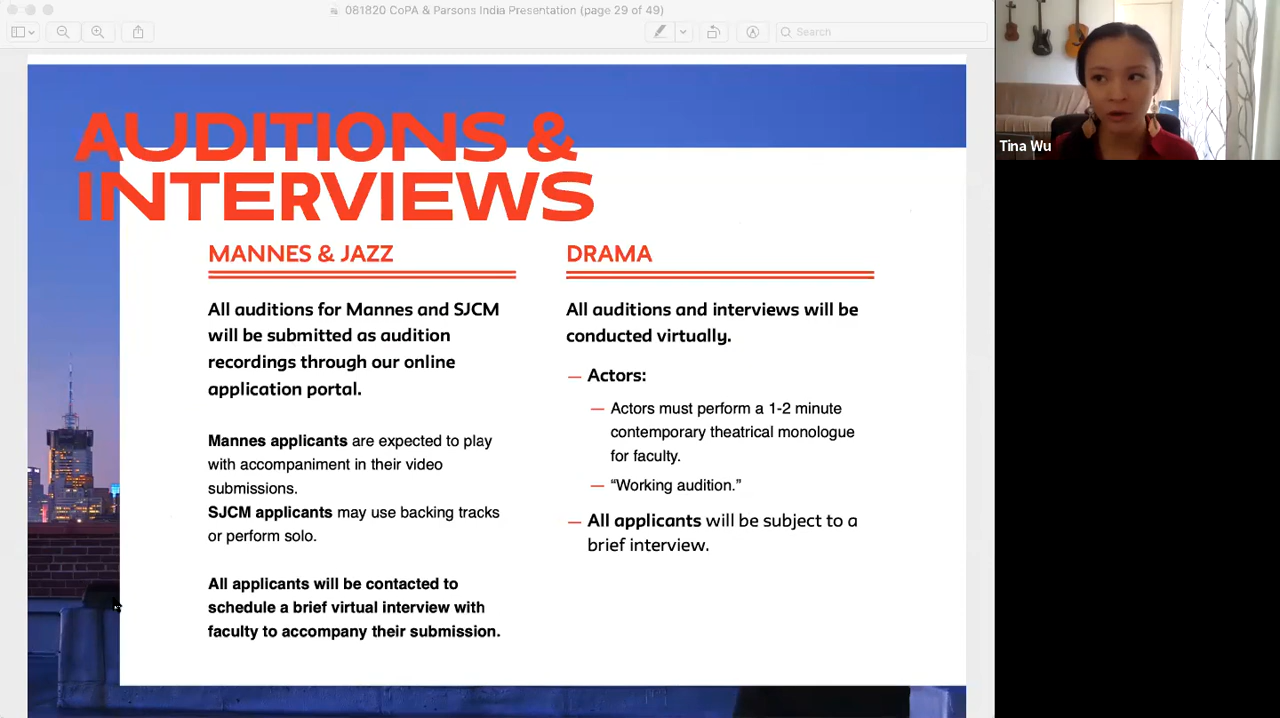 081820 CoPA & Parsons India Presentation (page 29 of 49)
Search
Tina Wu
AUDITIONS &
INTERVIEWS
MANNES & JAZZ
All auditions for Mannes and SJCM
will be submitted as audition
recordings through our online
application portal.
Mannes applicants are expected to play
with accompaniment in their video
submissions.
SJCM applicants may use backing tracks
or perform solo.
All applicants will be contacted to
schedule a brief virtual interview with
faculty to accompany their submission.
DRAMA
All auditions and interviews will be
conducted virtually.
— Actors:
— Actors must perform a 1-2 minute
contemporary theatrical monologue
for faculty.
— “Working audition.”
— All applicants will be subject to a
brief interview.